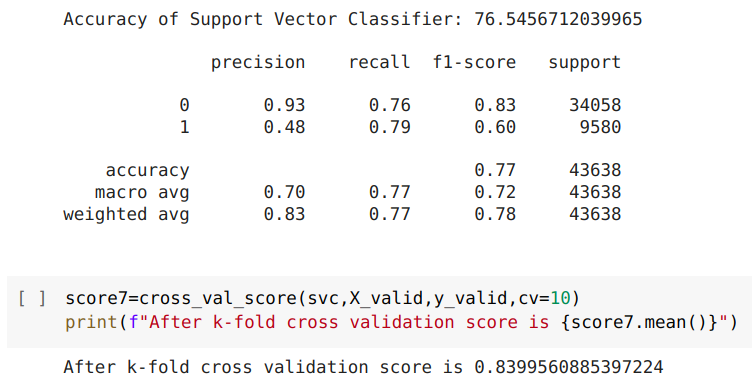 Accuracy of Support Vector Classifier: 76.5456712039965
precision recall f1-score support
0 0.93 0.76 0.83 34058
1 0.48 0.79 0.60 9580
accuracy 0.77 43638
macro avg 0.70 0.77 0.72 43638
weighted avg 0.83 0.77 0.78 43638
[ ] score7=cross_val_score(svc,X_valid,y_valid,cv=10)
print(f"After k-fold cross validation score is {score7.mean()}")
After k-fold cross validation score is 0.8399560885397224